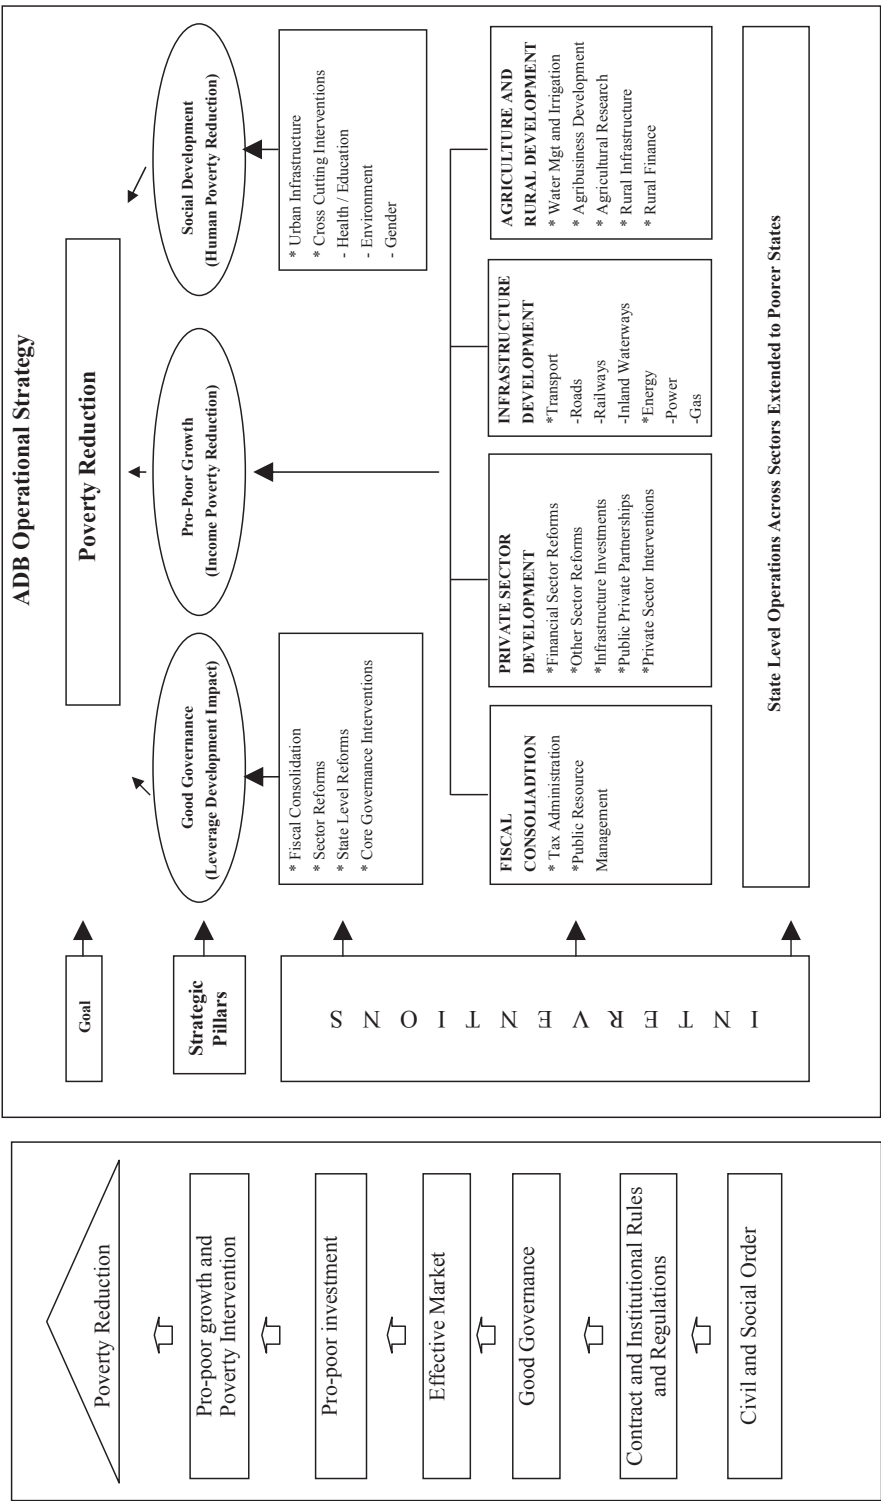 Poverty Reduction
Pro-poor growth and
Poverty Intervention
Pro-poor investment
Effective Market
Good Governance
Contract and Institutional Rules
and Regulations
Civil and Social Order
ADB Operational Strategy
Goal
Poverty Reduction
Strategic
Pillars
Good Governance
(Leverage Development Impact)
Pro-Poor Growth
(Income Poverty Reduction)
Social Development
(Human Poverty Reduction)
I N T E R V E N T I O N S
* Fiscal Consolidation
* Sector Reforms
* State Level Reforms
* Core Governance Interventions
* Urban Infrastructure
* Cross Cutting Interventions
- Health / Education
- Environment
- Gender
FISCAL
CONSOLIADTION
* Tax Administration
*Public Resource
Management
PRIVATE SECTOR
DEVELOPMENT
*Financial Sector Reforms
*Other Sector Reforms
*Infrastructure Investments
*Public Private Partnerships
*Private Sector Interventions
INFRASTRUCTURE
DEVELOPMENT
*Transport
-Roads
-Railways
-Inland Waterways
*Energy
-Power
-Gas
AGRICULTURE AND
RURAL DEVELOPMENT
* Water Mgt and Irrigation
* Agribusiness Development
* Agricultural Research
* Rural Infrastructure
* Rural Finance
State Level Operations Across Sectors Extended to Poorer States